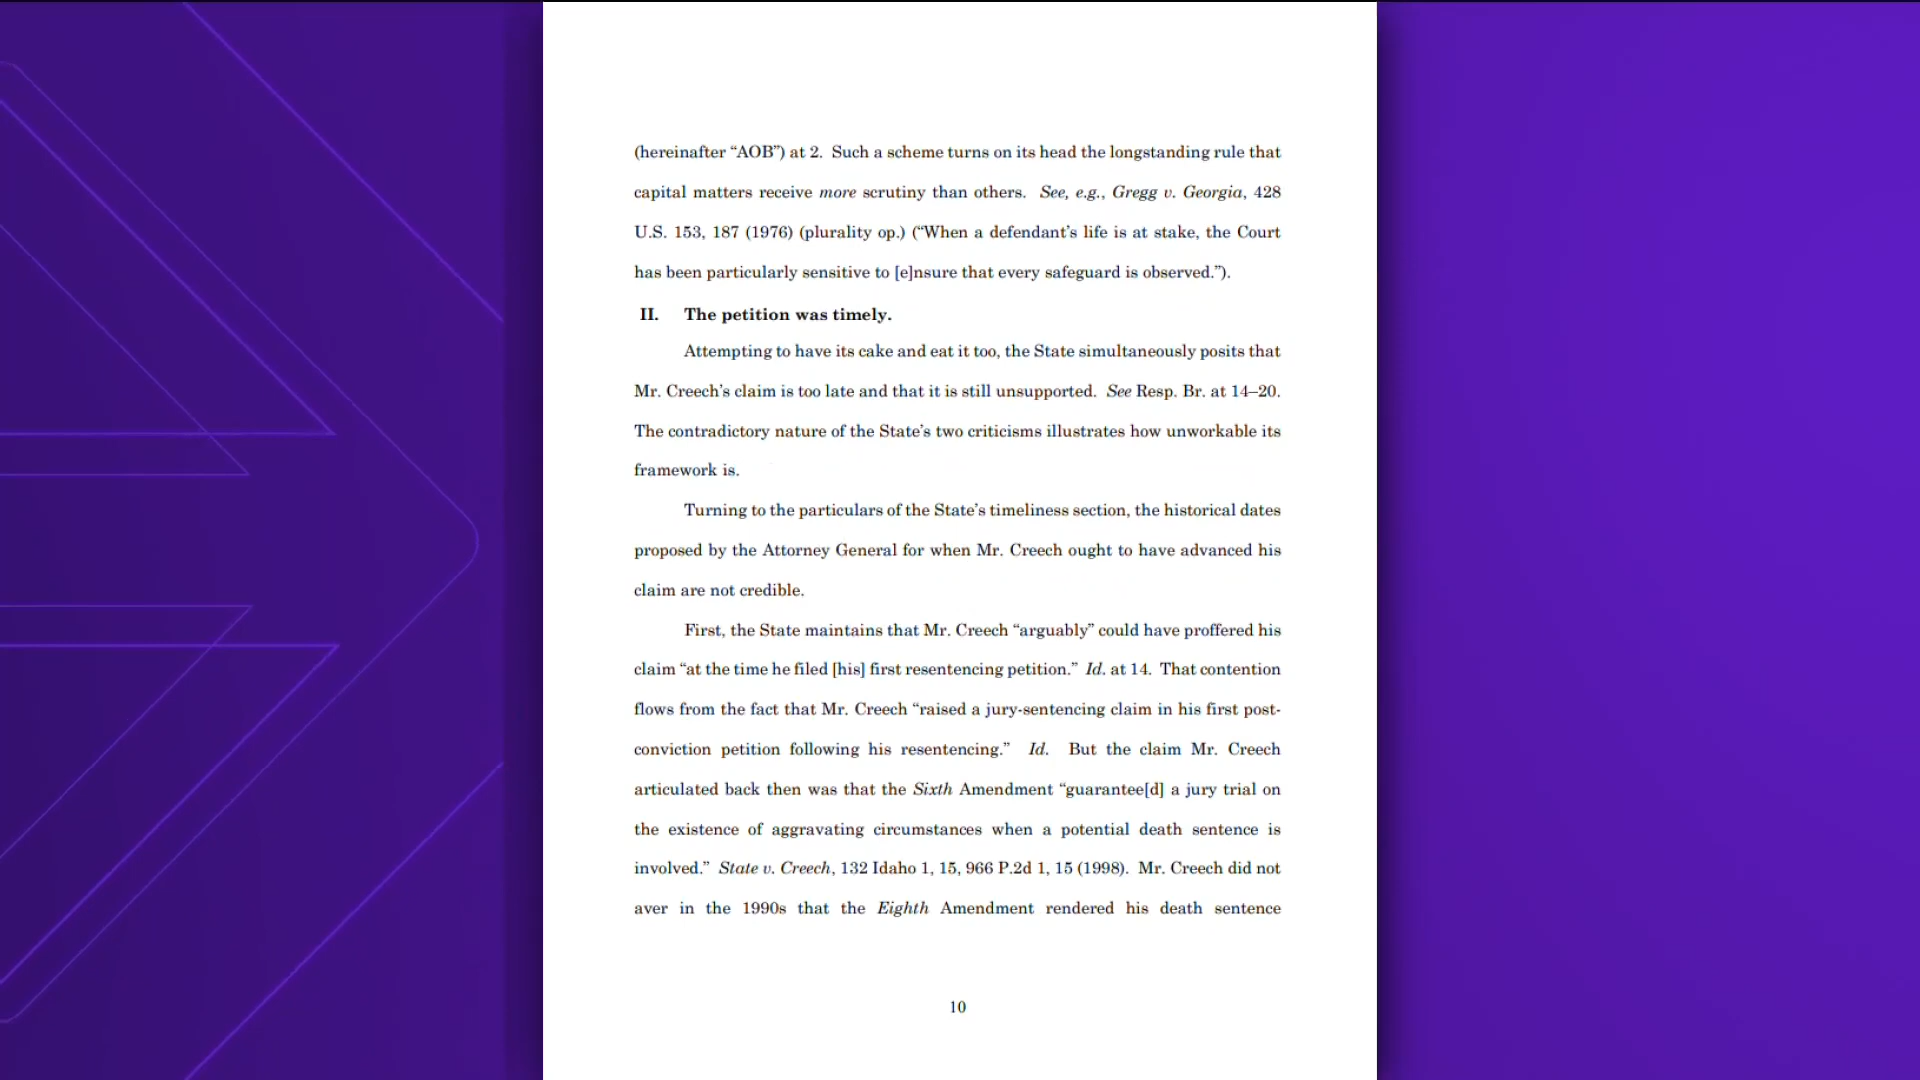 (hereinafter “AOB”) at 2. Such a scheme turns on its head the longstanding rule that
capital matters receive more scrutiny than others. See, e.g., Gregg v. Georgia, 428
U.S. 153, 187 (1976) (plurality op.) (“When a defendant’s life is at stake, the Court
has been particularly sensitive to [e]nsure that every safeguard is observed.”).
II. The petition was timely.
Attempting to have its cake and eat it too, the State simultaneously posits that
Mr. Creech’s claim is too late and that it is still unsupported. See Resp. Br. at 14–20.
The contradictory nature of the State’s two criticisms illustrates how unworkable its
framework is.
Turning to the particulars of the State’s timeliness section, the historical dates
proposed by the Attorney General for when Mr. Creech ought to have advanced his
claim are not credible.
First, the State maintains that Mr. Creech “arguably” could have proffered his
claim “at the time he filed [his] first resentencing petition.” Id. at 14. That contention
flows from the fact that Mr. Creech “raised a jury-sentencing claim in his first post-
conviction petition following his resentencing.” Id. But the claim Mr. Creech
articulated back then was that the Sixth Amendment “guarantee[d] a jury trial on
the existence of aggravating circumstances when a potential death sentence is
involved.” State v. Creech, 132 Idaho 1, 15, 966 P.2d 1, 15 (1998). Mr. Creech did not
aver in the 1990s that the Eighth Amendment rendered his death sentence
10